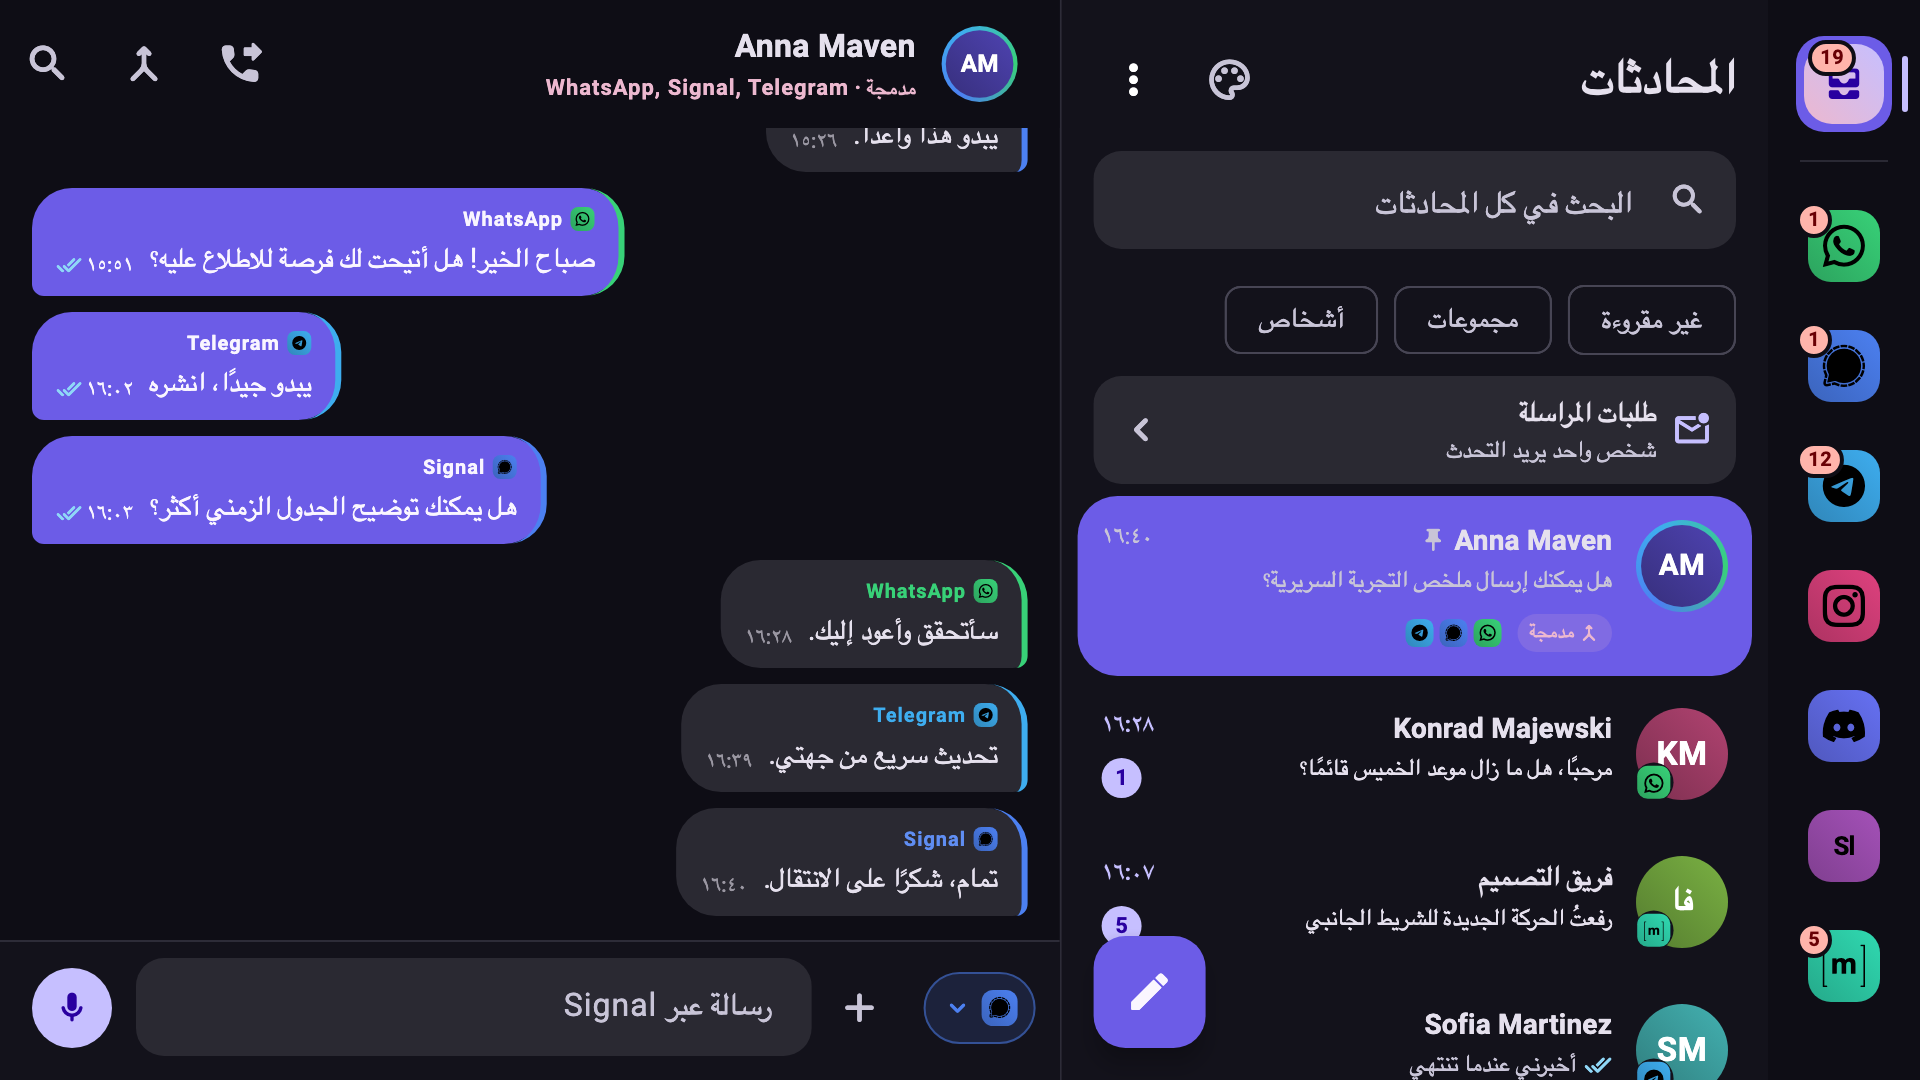 19
1
1
12
Sl
5
[m]
المحادثات
البحث في كل المحادثات
غير مقروءة
مجموعات
أشخاص
طلبات المراسلة
شخص واحد يريد التحدث
AM
Anna Maven
١٦:٤٠
هل يمكنك إرسال ملخص التجربة السريرية؟
مدمجة
KM
Konrad Majewski
١٦:٢٨
مرحبًا، هل ما زال موعد الخميس قائمًا؟
1
فا
[m]
فريق التصميم
١٦:٠٧
رفعتُ الحركة الجديدة للشريط الجانبي
5
SM
Sofia Martinez
أخبرني عندما تنتهي
AM
Anna Maven
مدمجة · WhatsApp, Signal, Telegram
يبدو هذا واعدًا. ١٥:٢٦
WhatsApp
صباح الخير! هل أتيحت لك فرصة للاطلاع عليه؟ ١٥:٥١
Telegram
يبدو جيدًا، انشره ١٦:٠٢
Signal
هل يمكنك توضيح الجدول الزمني أكثر؟ ١٦:٠٣
WhatsApp
سأتحقق وأعود إليك. ١٦:٢٨
Telegram
تحديث سريع من جهتي. ١٦:٣٩
Signal
تمام، شكرًا على الانتقال. ١٦:٤٠
رسالة عبر Signal